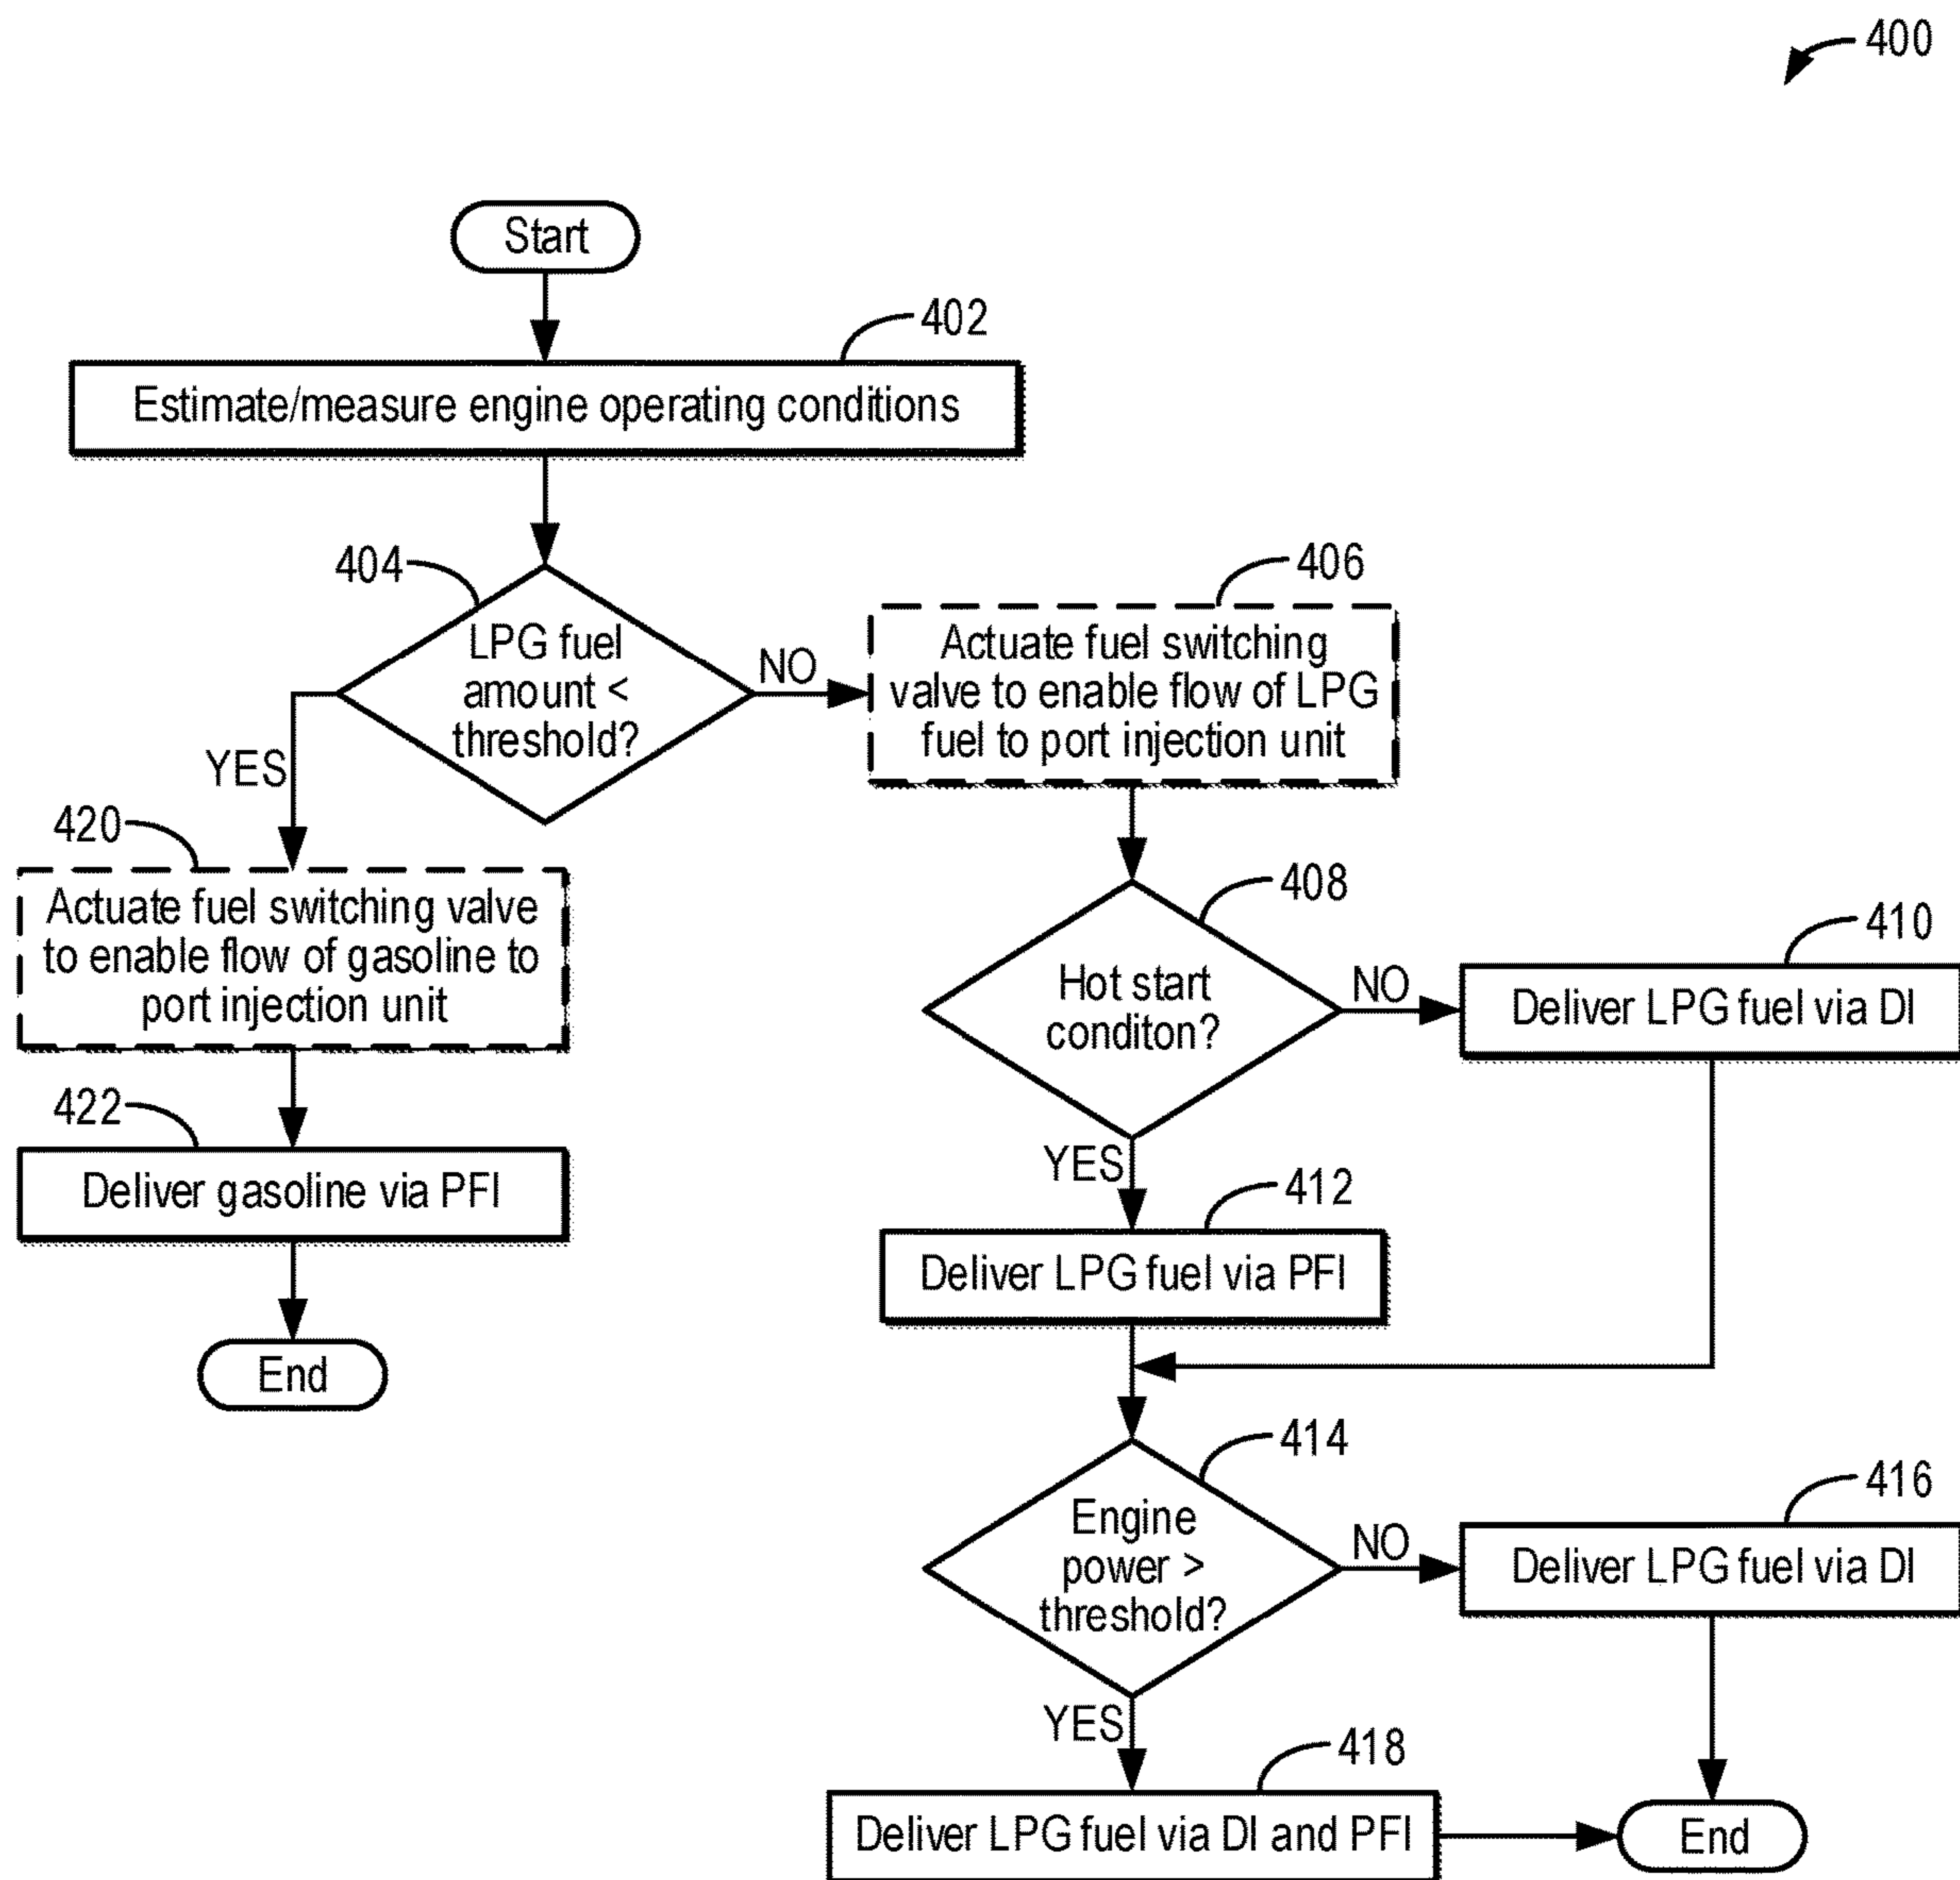 400
Start
402
Estimate/measure engine operating conditions
404
LPG fuel
amount <
threshold?
NO
YES
406
Actuate fuel switching
valve to enable flow of LPG
fuel to port injection unit
420
Actuate fuel switching valve
to enable flow of gasoline to
port injection unit
422
Deliver gasoline via PFI
End
408
Hot start
conditon?
NO
YES
410
Deliver LPG fuel via DI
412
Deliver LPG fuel via PFI
414
Engine
power >
threshold?
NO
YES
416
Deliver LPG fuel via DI
418
Deliver LPG fuel via DI and PFI
End